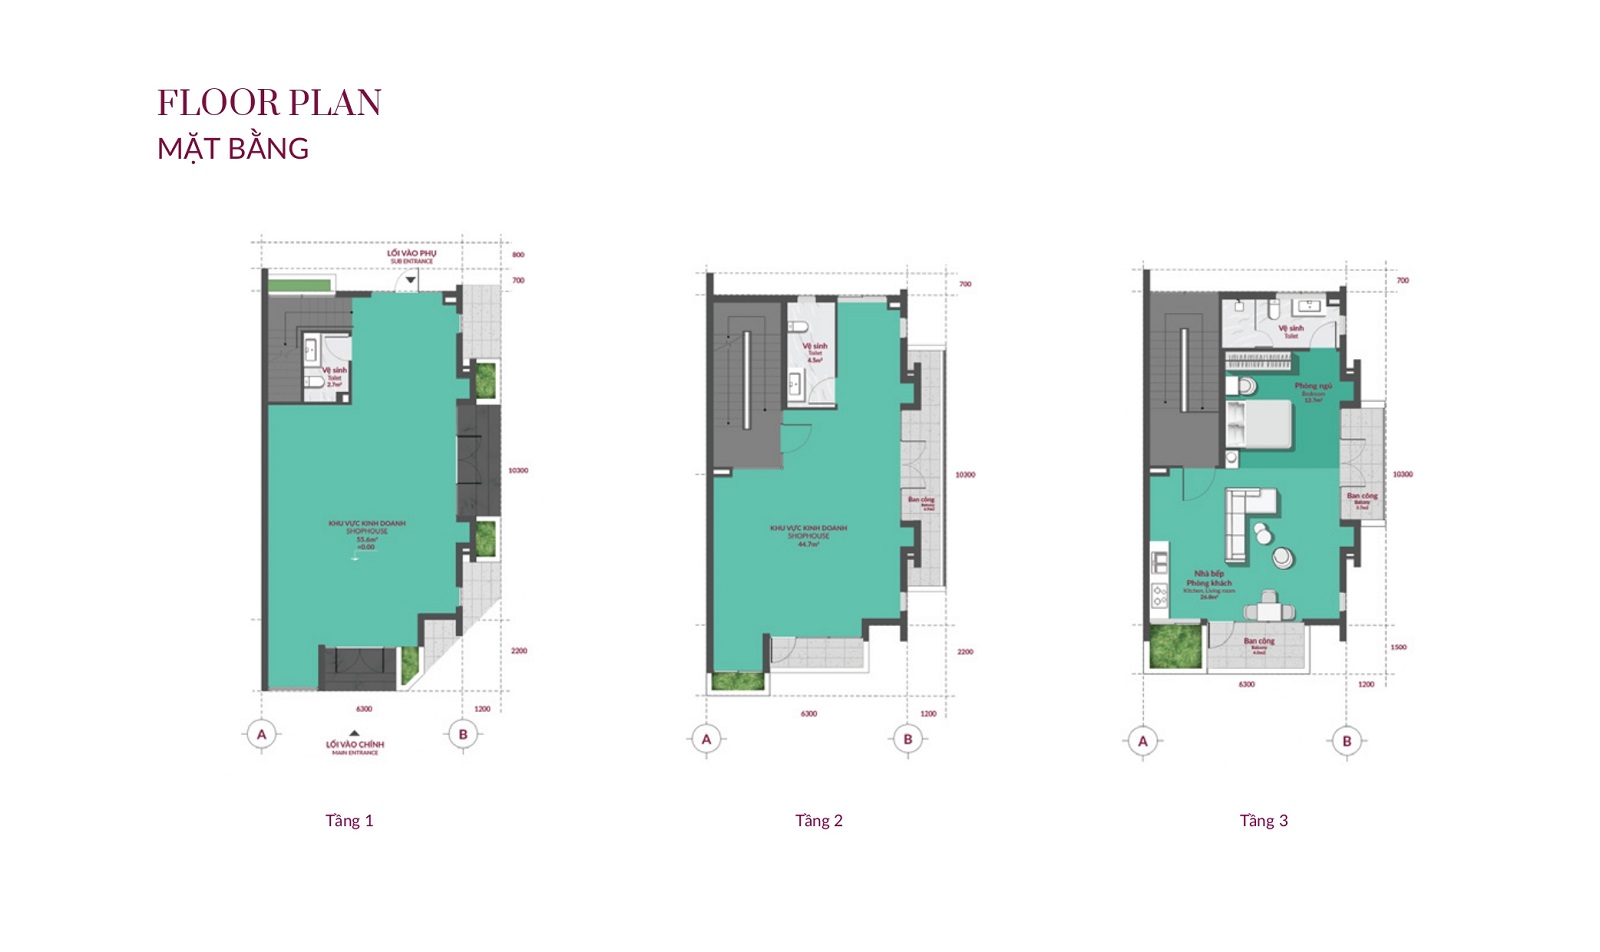 FLOOR PLAN
MẶT BẰNG
LỐI VÀO PHỤ
SUB ENTRANCE
800
700
Vệ sinh
Toilet
2.7m²
10300
KHU VỰC KINH DOANH
SHOPHOUSE
55.6m²
±0.00
2200
6300
1200
A
B
LỐI VÀO CHÍNH
MAIN ENTRANCE
Tầng 1
700
Vệ sinh
Toilet
4.5m²
10300
Ban công
Balcony
KHU VỰC KINH DOANH
SHOPHOUSE
44.7m²
2200
6300
1200
A
B
Tầng 2
700
Vệ sinh
Toilet
Phòng ngủ
Bedroom
12.7m²
10300
Ban công
Balcony
Nhà bếp
Phòng khách
Kitchen, Living room
26.8m²
Ban công
Balcony
1500
6300
1200
A
B
Tầng 3